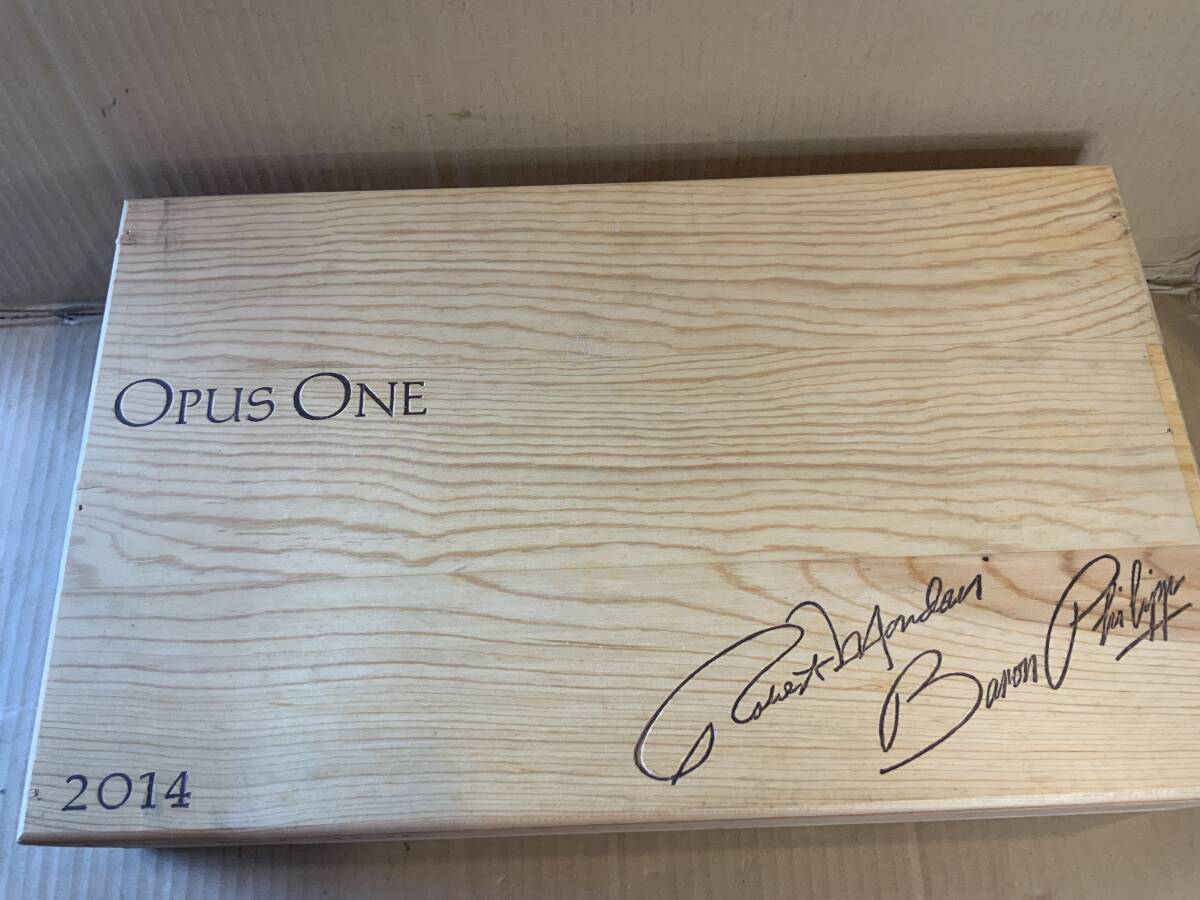 OPUS ONE
Robert Mondavi
Baron Philippe
2014